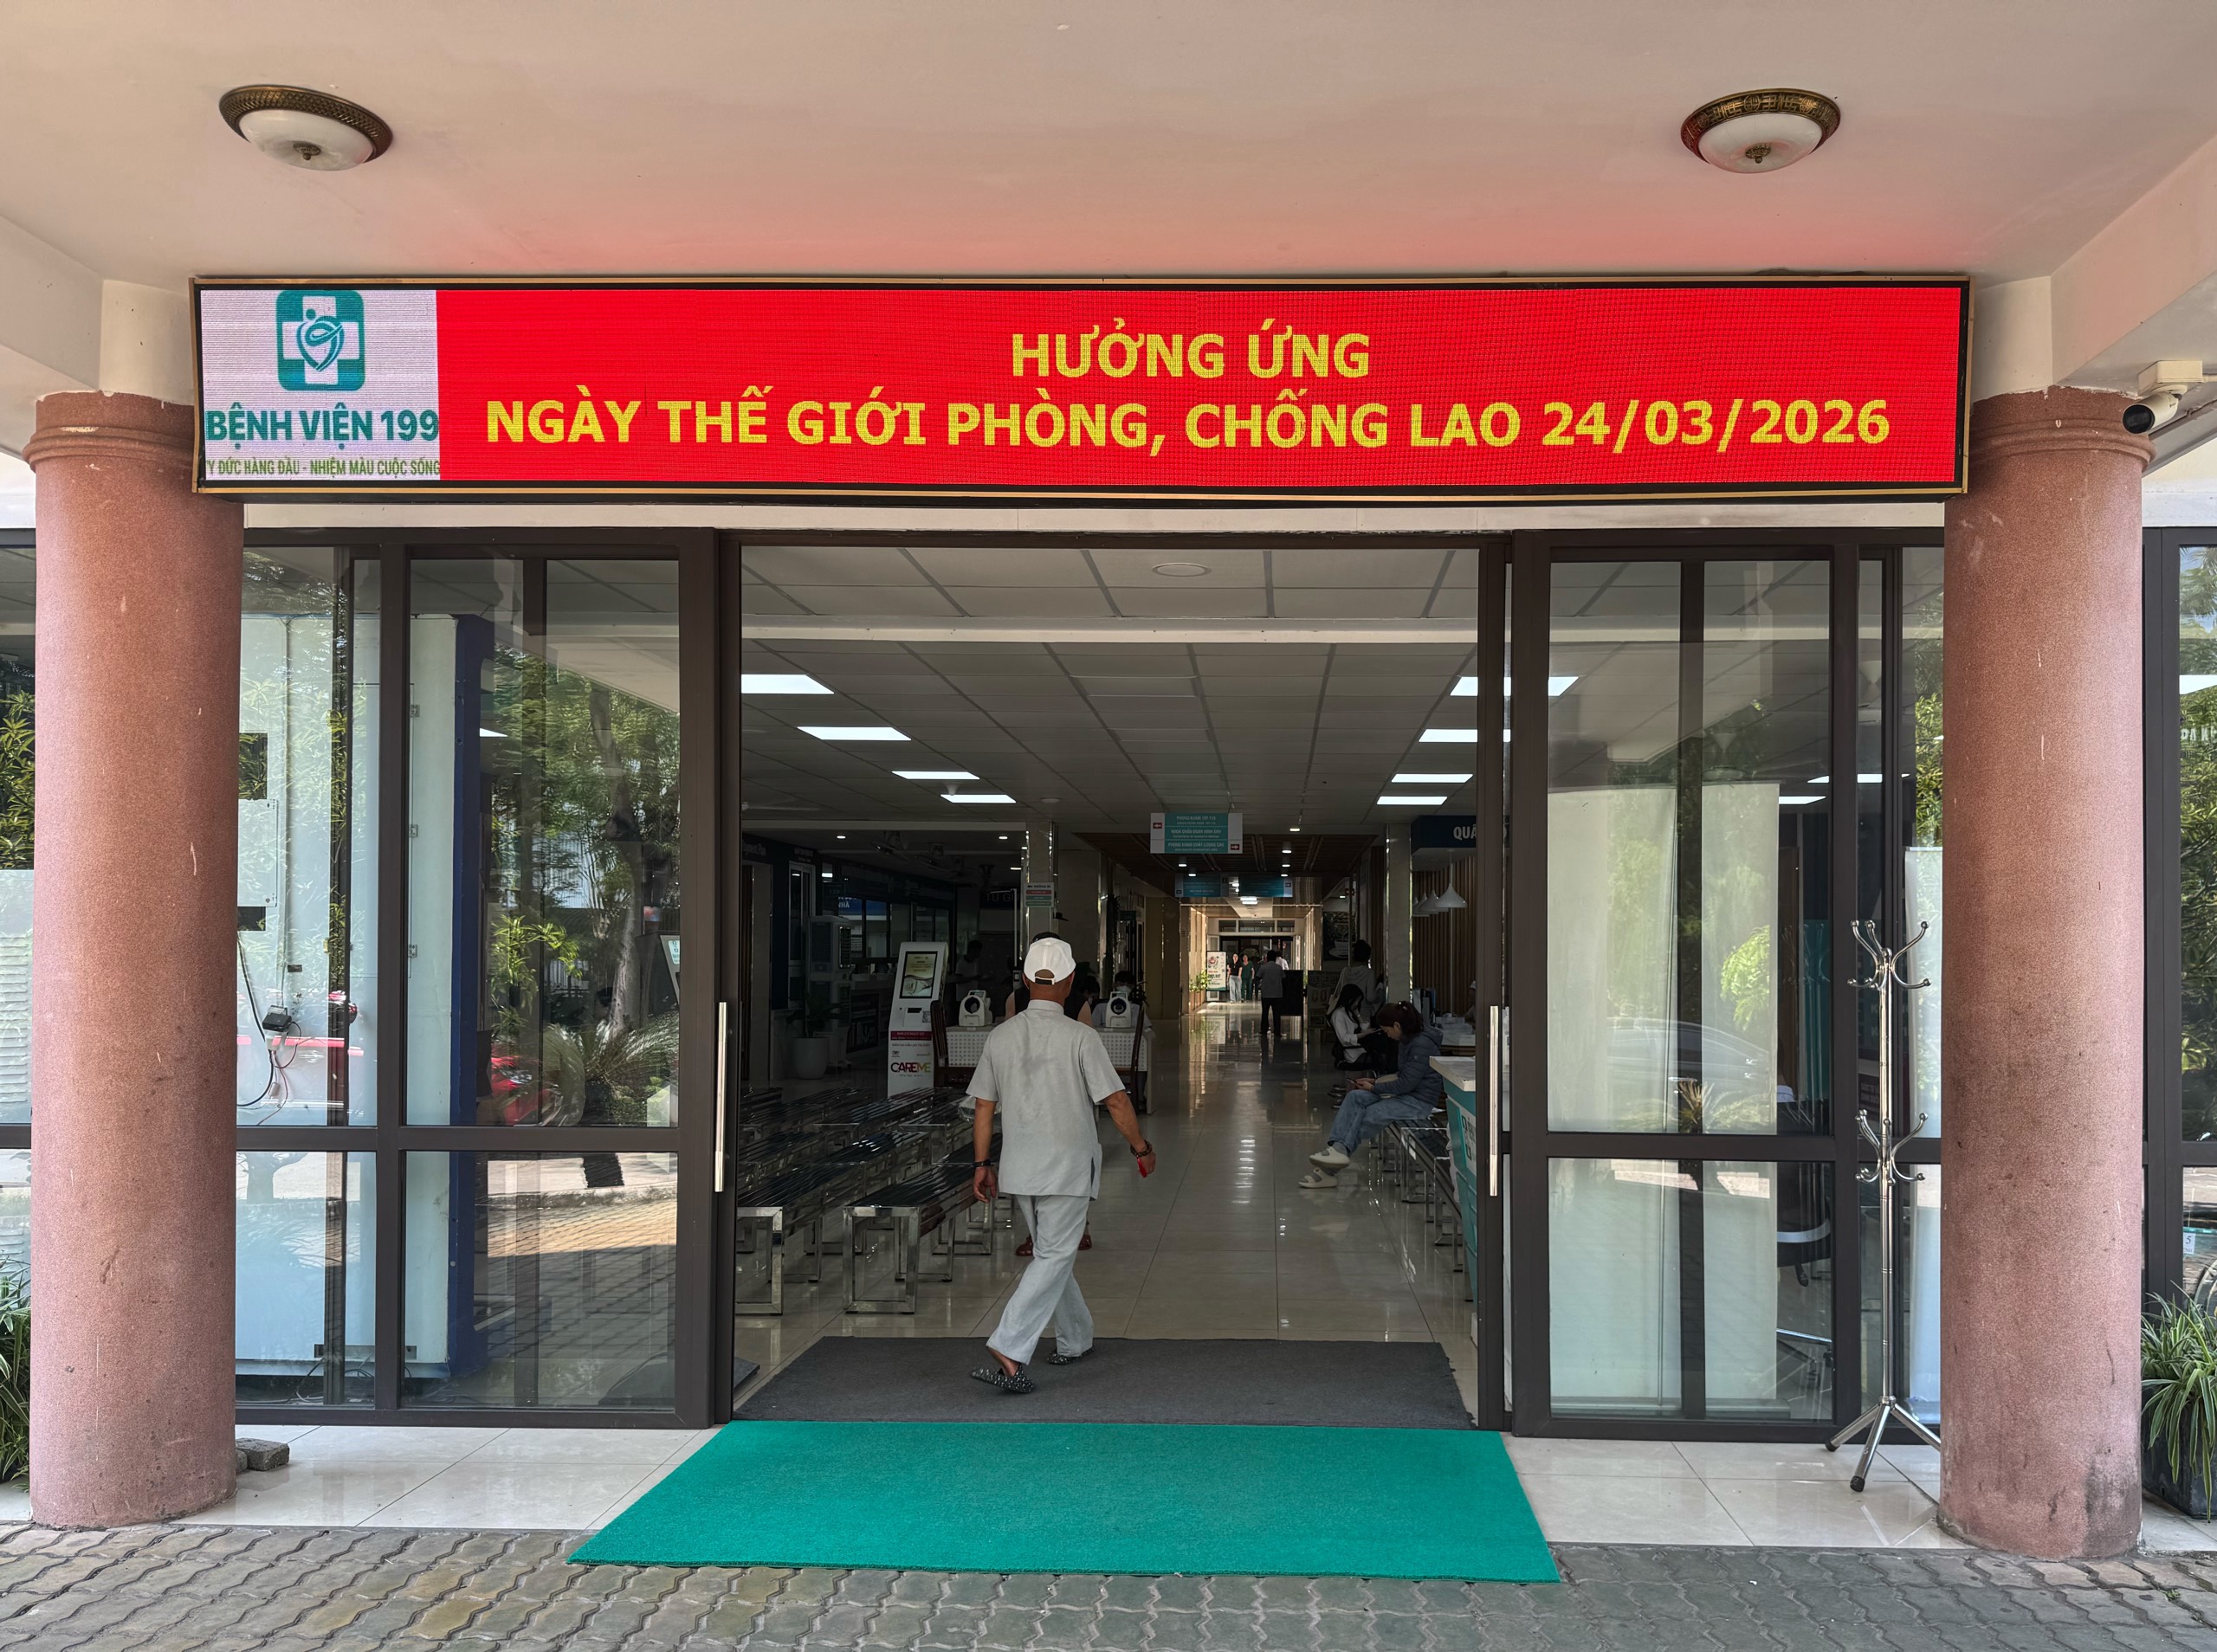 BỆNH VIỆN 199
Y ĐỨC HÀNG ĐẦU - NHIỆM MÀU CUỘC SỐNG
HƯỞNG ỨNG
NGÀY THẾ GIỚI PHÒNG, CHỐNG LAO 24/03/2026
QUẦ
CAREME